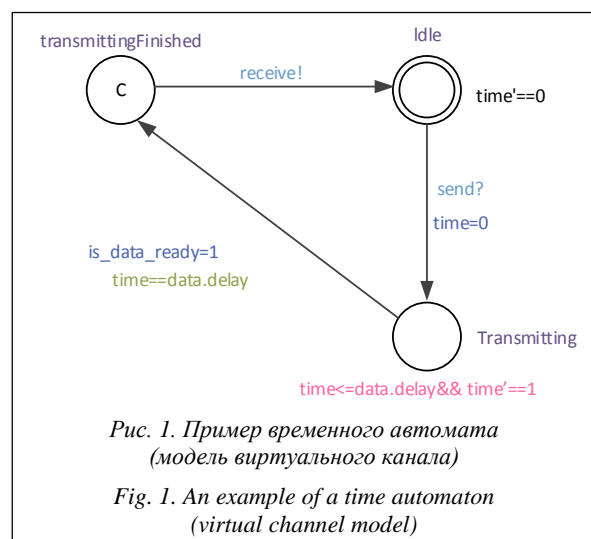 transmittingFinished
Idle
receive!
C
time'==0
send?
time=0
is_data_ready=1
time==data.delay
Transmitting
time<=data.delay&& time’==1
Рис. 1. Пример временного автомата
(модель виртуального канала)
Fig. 1. An example of a time automaton
(virtual channel model)